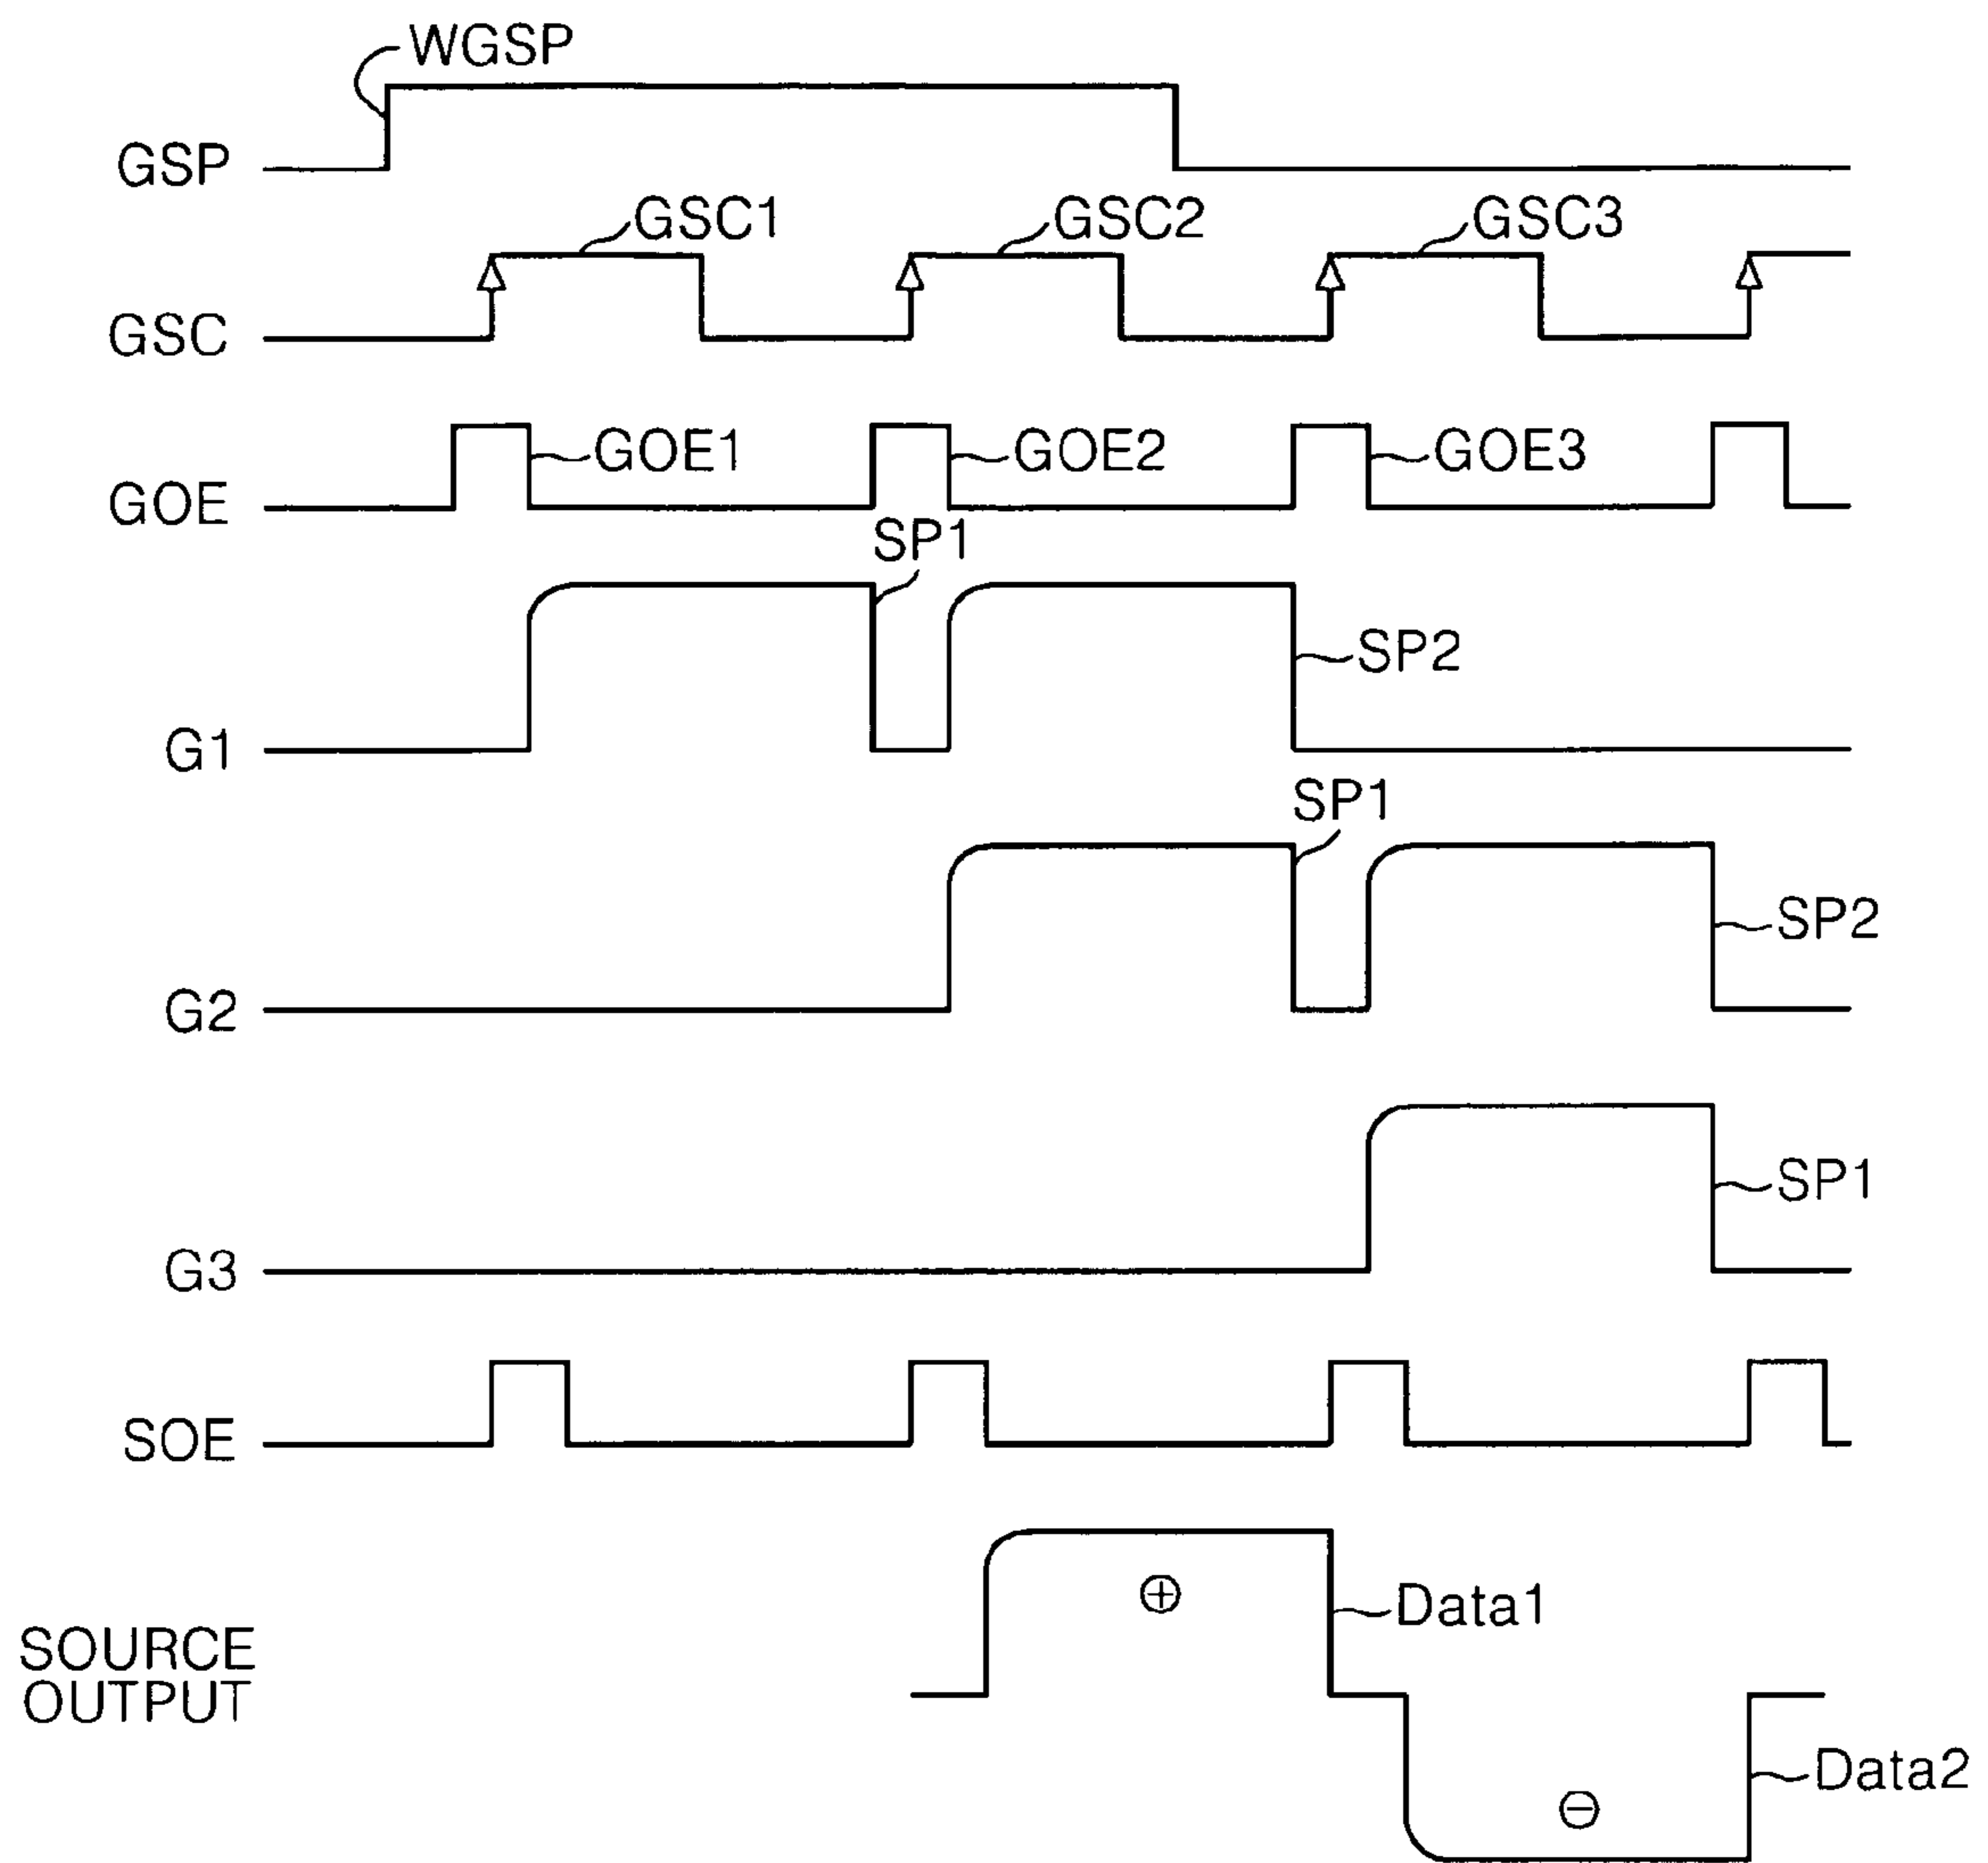 WGSP
GSP
GSC1 GSC2 GSC3
GSC
GOE1 GOE2 GOE3
GOE
SP1
SP2
G1
SP1
SP2
G2
SP1
G3
SOE
⊕
Data1
SOURCE
OUTPUT
Data2
⊖